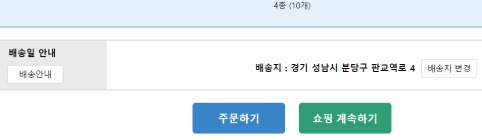 4종 (10개)
배송일 안내
배송안내
배송지 : 경기 성남시 분당구 판교역로 4
배송지 변경
주문하기
쇼핑 계속하기